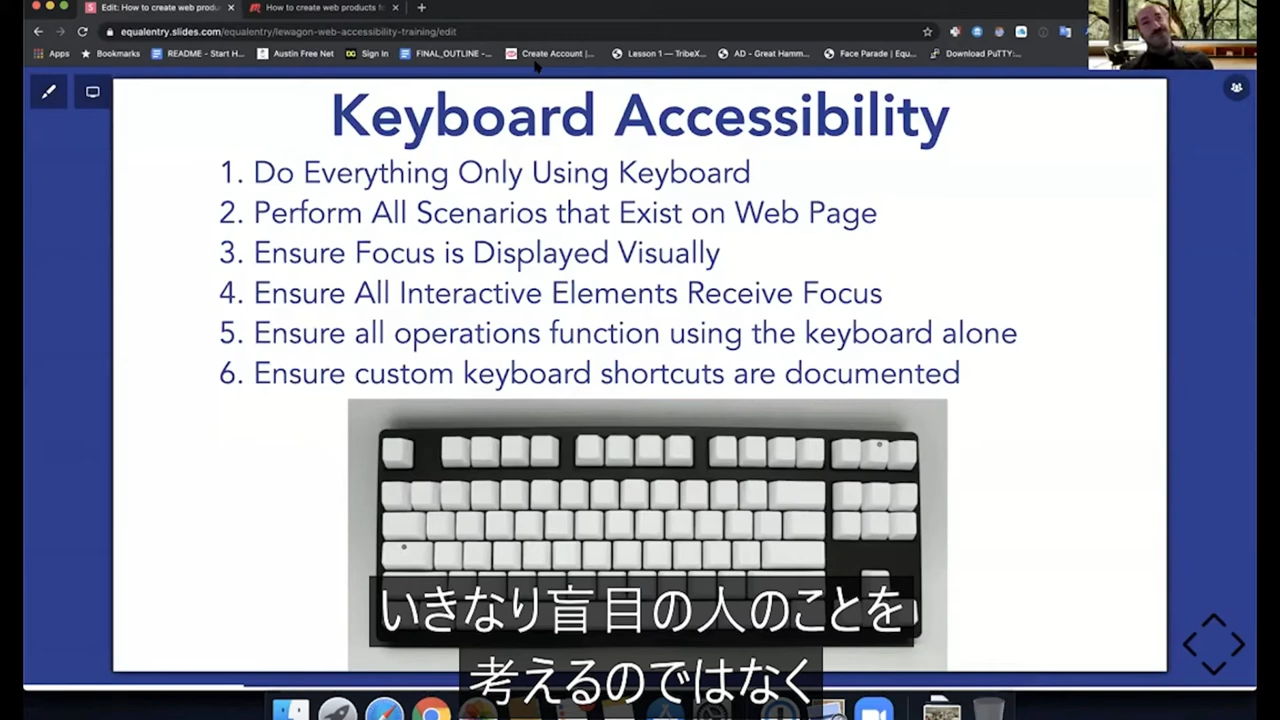 Edit: How to create web produ
How to create web products f
equalentry.slides.com/equalentry/lewagon-web-accessibility-training/edit
Apps
Bookmarks
README - Start H...
Austin Free Net
Sign In
FINAL_OUTLINE -...
Create Account |...
Lesson 1 — TribeX...
AD - Great Hamm...
Face Parade | Equ...
Download PuTTY:...
Keyboard Accessibility
1. Do Everything Only Using Keyboard
2. Perform All Scenarios that Exist on Web Page
3. Ensure Focus is Displayed Visually
4. Ensure All Interactive Elements Receive Focus
5. Ensure all operations function using the keyboard alone
6. Ensure custom keyboard shortcuts are documented
いきなり盲目の人のことを
考えるのではなく